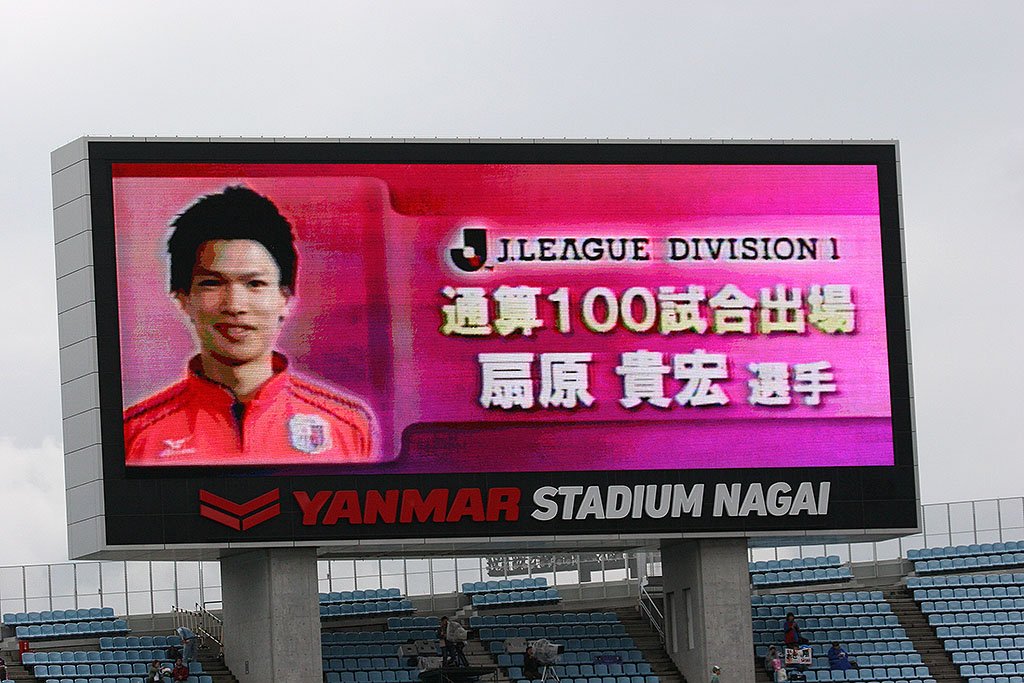 J.LEAGUE DIVISION 1
通算100試合出場
扇原 貴宏 選手
YANMAR STADIUM NAGAI